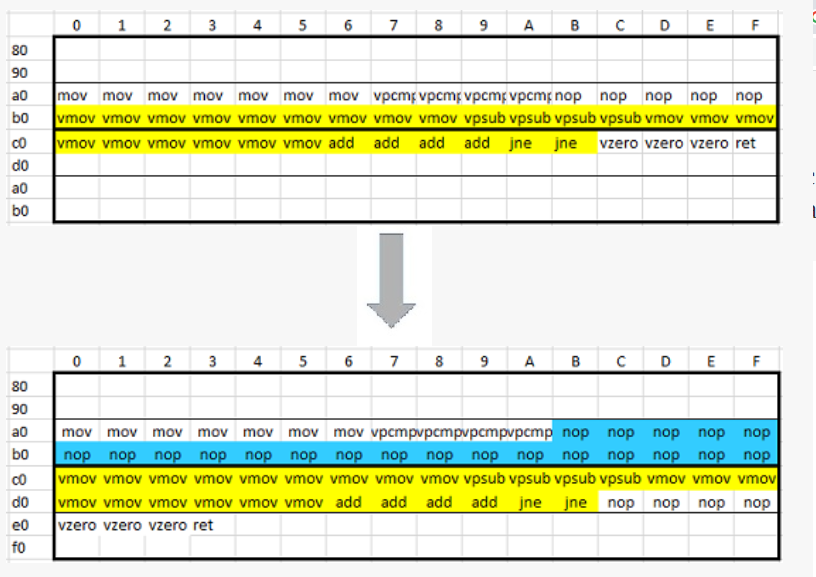 0 1 2 3 4 5 6 7 8 9 A B C D E F
80
90
a0 mov mov mov mov mov mov mov vpcmp vpcmp vpcmp vpcmp nop nop nop nop nop
b0 vmov vmov vmov vmov vmov vmov vmov vmov vmov vpsub vpsub vpsub vpsub vmov vmov vmov
c0 vmov vmov vmov vmov vmov vmov add add add add jne jne vzero vzero vzero ret
d0
a0
b0
0 1 2 3 4 5 6 7 8 9 A B C D E F
80
90
a0 mov mov mov mov mov mov mov vpcmp vpcmp vpcmp vpcmp nop nop nop nop nop
b0 nop nop nop nop nop nop nop nop nop nop nop nop nop nop nop nop
c0 vmov vmov vmov vmov vmov vmov vmov vmov vmov vpsub vpsub vpsub vpsub vmov vmov vmov
d0 vmov vmov vmov vmov vmov vmov add add add add jne jne nop nop nop nop
e0 vzero vzero vzero ret
f0